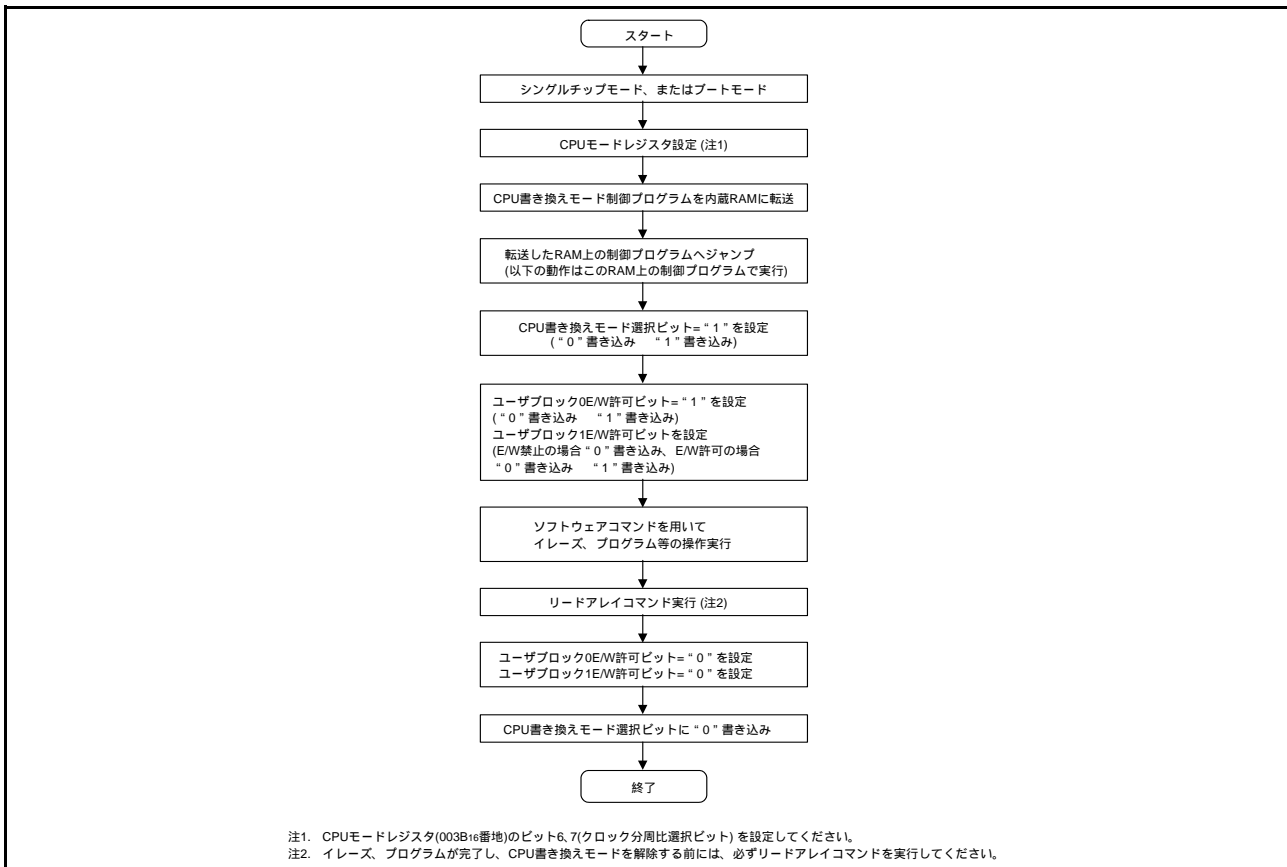 スタート
シングルチップモード、またはブートモード
CPUモードレジスタ設定 (注1)
CPU書き換えモード制御プログラムを内蔵RAMに転送
転送したRAM上の制御プログラムへジャンプ
(以下の動作はこのRAM上の制御プログラムで実行)
CPU書き換えモード選択ビット= “ 1 ” を設定
( “ 0 ” 書き込み “ 1 ” 書き込み)
ユーザブロック0E/W許可ビット= “ 1 ” を設定
( “ 0 ” 書き込み “ 1 ” 書き込み)
ユーザブロック1E/W許可ビットを設定
(E/W禁止の場合 “ 0 ” 書き込み、E/W許可の場合
“ 0 ” 書き込み “ 1 ” 書き込み)
ソフトウェアコマンドを用いて
イレーズ、プログラム等の操作実行
リードアレイコマンド実行 (注2)
ユーザブロック0E/W許可ビット= “ 0 ” を設定
ユーザブロック1E/W許可ビット= “ 0 ” を設定
CPU書き換えモード選択ビットに “ 0 ” 書き込み
終了
注1. CPUモードレジスタ(003B16番地)のビット6、7(クロック分周比選択ビット) を設定してください。
注2. イレーズ、プログラムが完了し、CPU書き換えモードを解除する前には、必ずリードアレイコマンドを実行してください。